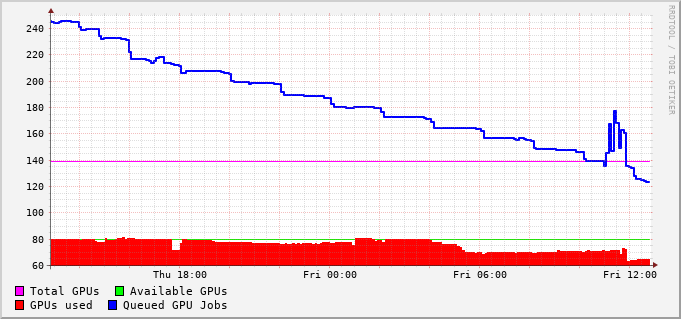 240
220
200
180
160
140
120
100
80
60
Thu 18:00 Fri 00:00 Fri 06:00 Fri 12:00
Total GPUs Available GPUs
GPUs used Queued GPU Jobs
RRDTOOL / TOBI OETIKER